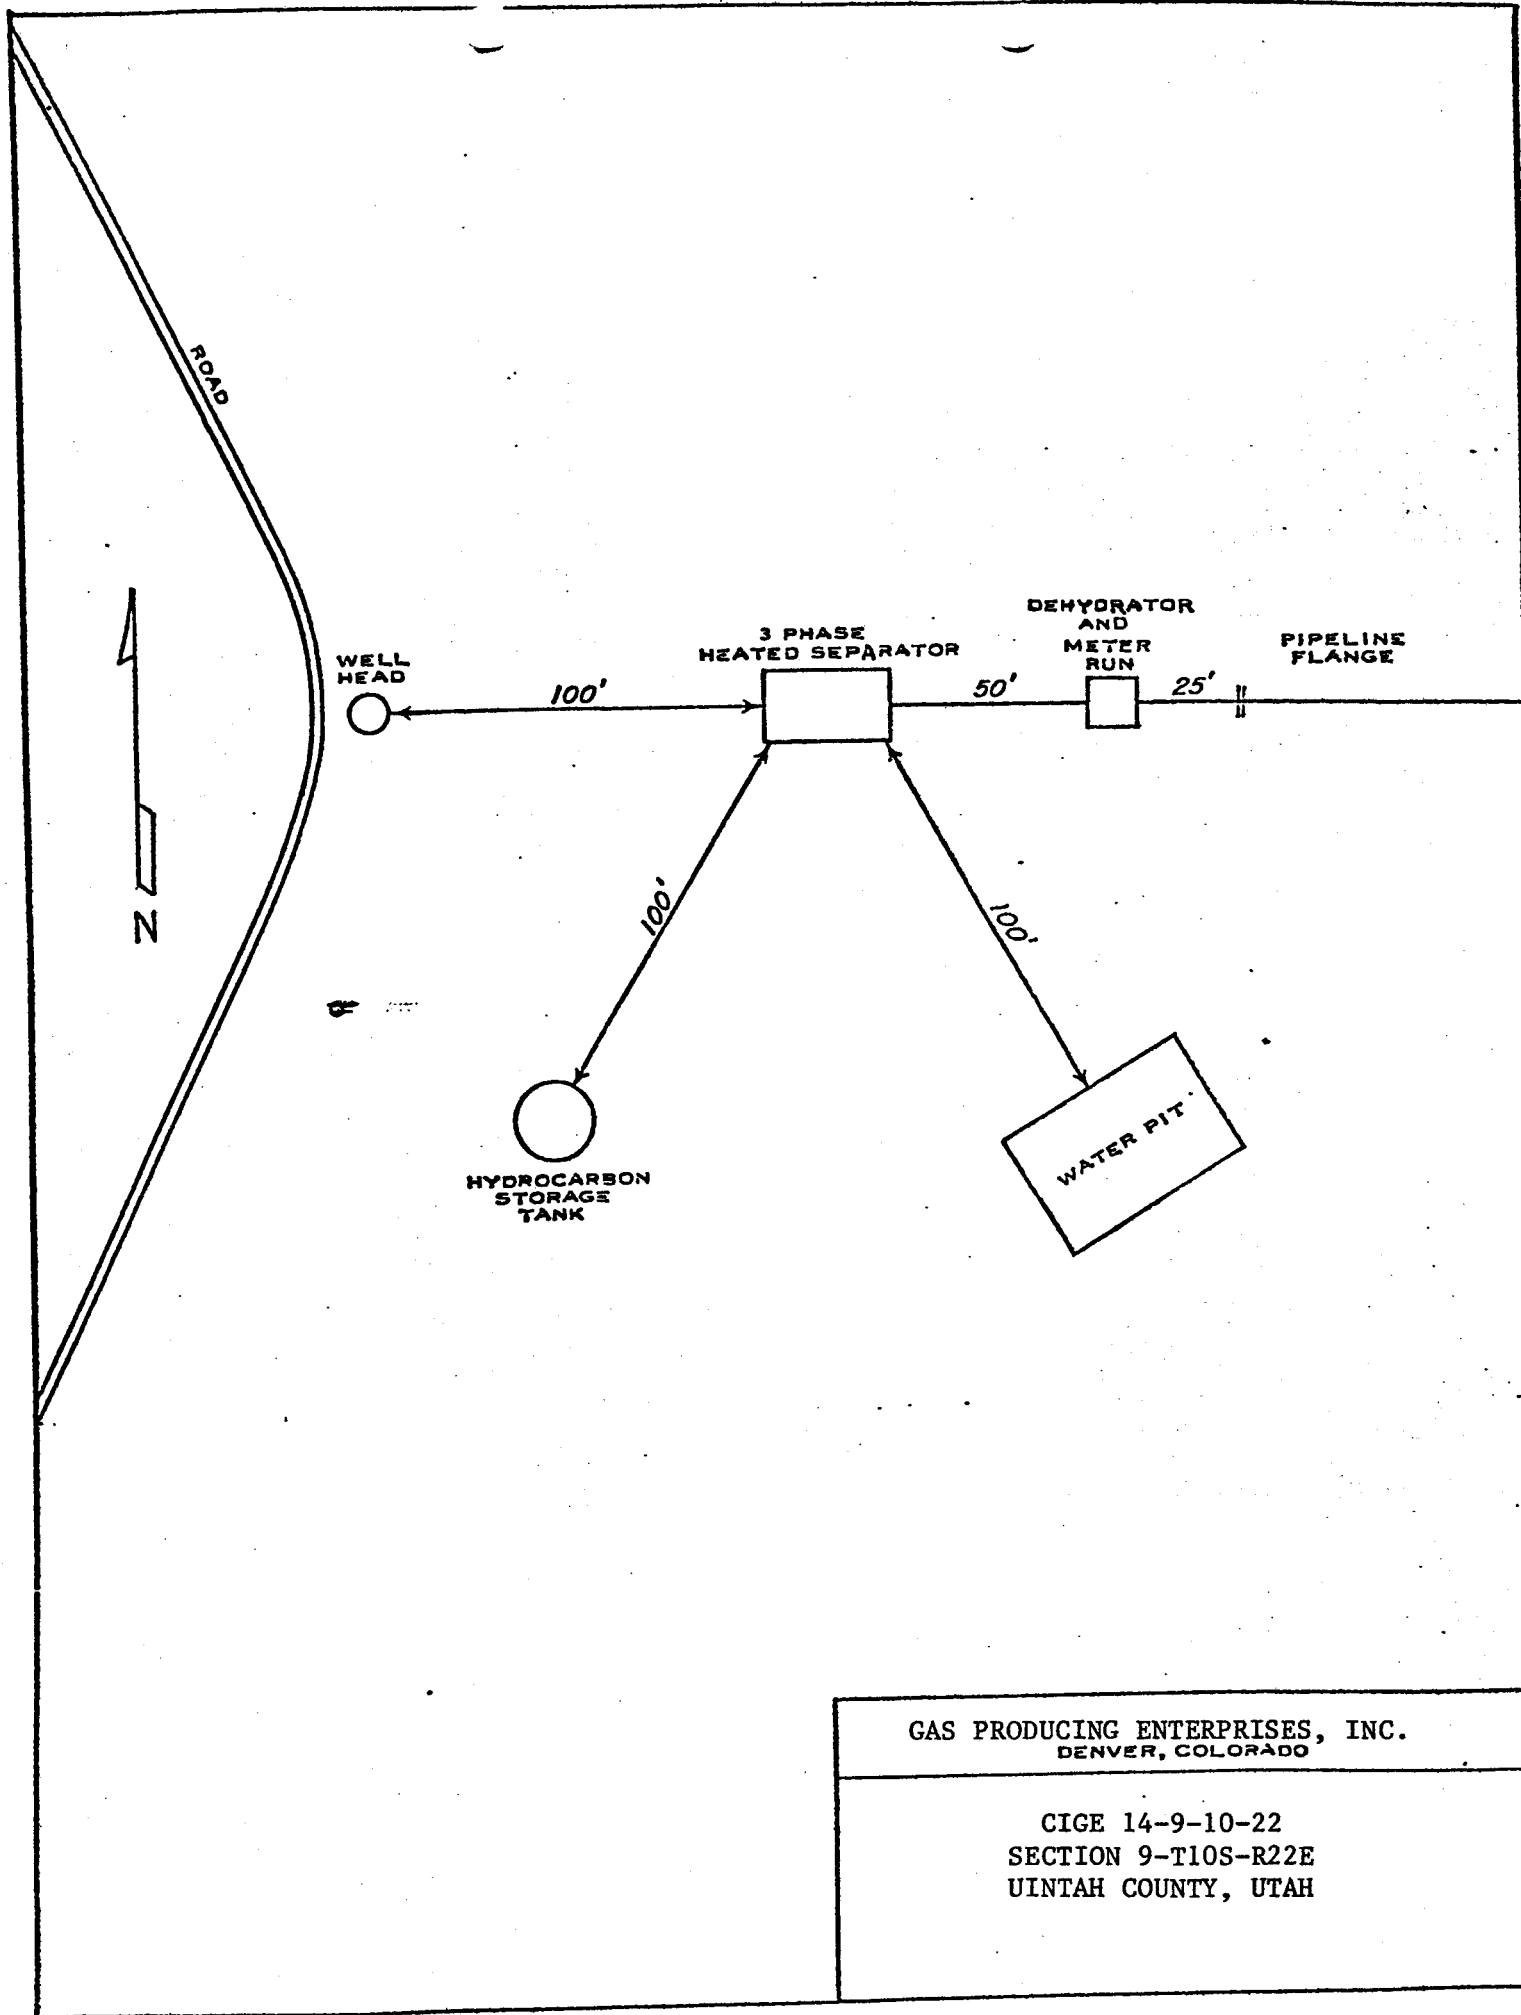 ROAD
WELL
HEAD
100'
3 PHASE
HEATED SEPARATOR
50'
DEHYDRATOR
AND
METER
RUN
25'
PIPELINE
FLANGE
N
100'
100'
HYDROCARBON
STORAGE
TANK
WATER PIT
GAS PRODUCING ENTERPRISES, INC.
DENVER, COLORADO
CIGE 14-9-10-22
SECTION 9-T10S-R22E
UINTAH COUNTY, UTAH